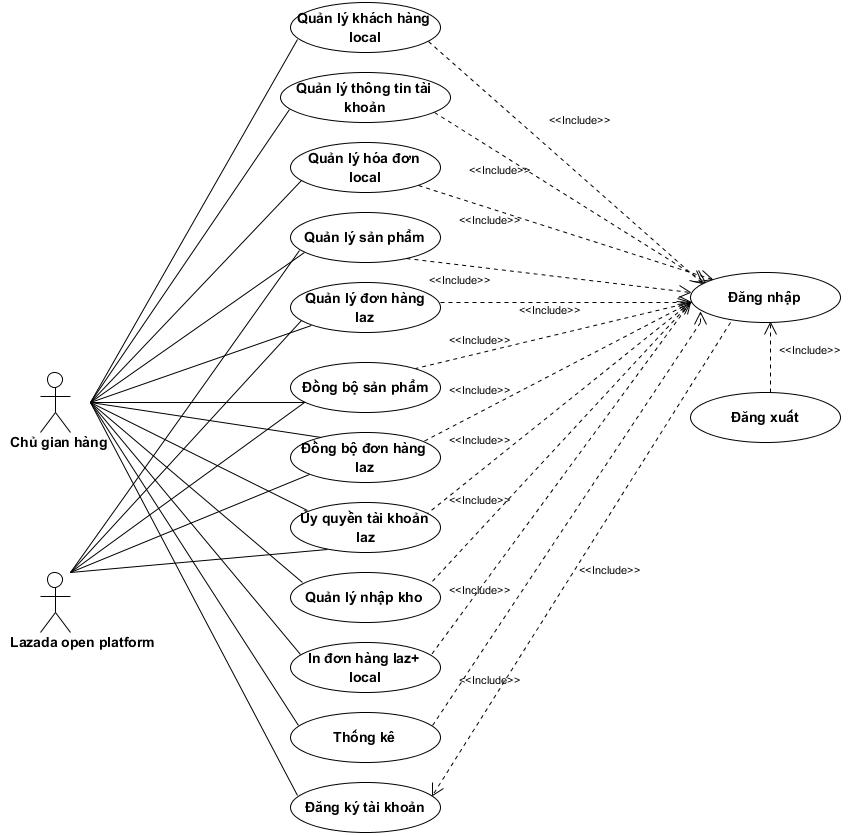 Quản lý khách hàng
local
Quản lý thông tin tài
khoản
<<Include>>
Quản lý hóa đơn
local
<<Include>>
<<Include>>
Quản lý sản phẩm
<<Include>>
Quản lý đơn hàng
laz
<<Include>>
Đăng nhập
<<Include>>
<<Include>>
Đồng bộ sản phẩm
<<Include>>
Đăng xuất
Chủ gian hàng
Đồng bộ đơn hàng
laz
<<Include>>
<<Include>>
Ủy quyền tài khoản
laz
<<Include>>
Quản lý nhập kho
<<Include>>
Lazada open platform
In đơn hàng laz+
local
<<Include>>
Thống kê
Đăng ký tài khoản